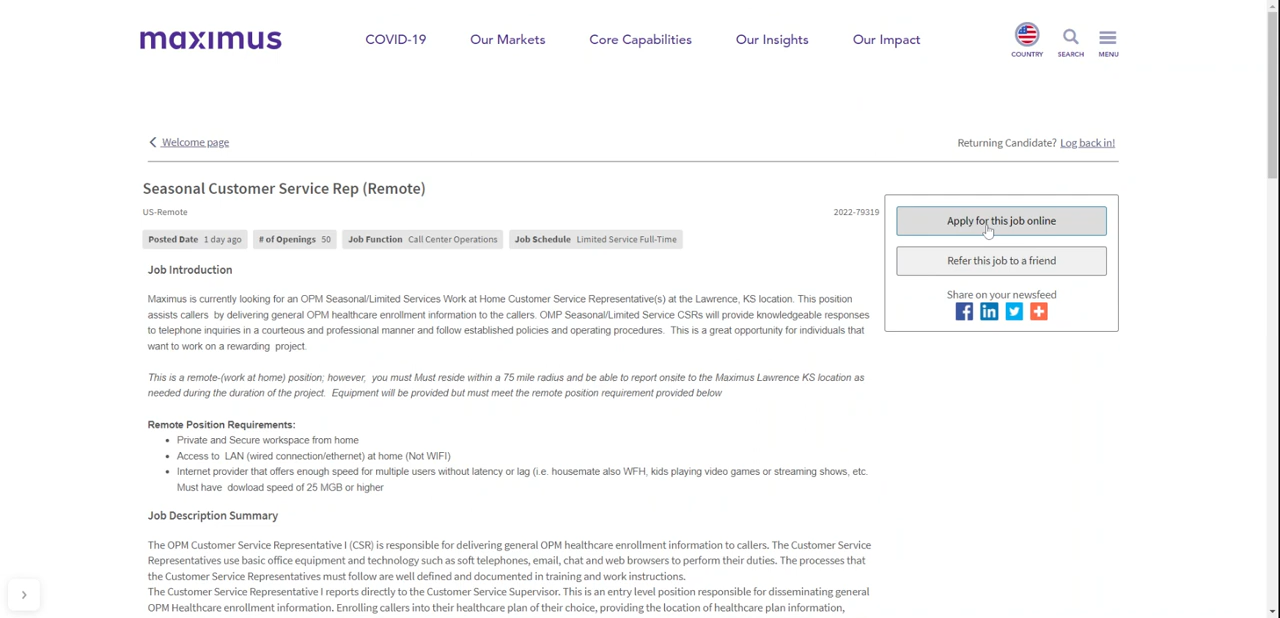 maximus
COVID-19 Our Markets Core Capabilities Our Insights Our Impact
COUNTRY SEARCH MENU
Welcome page
Returning Candidate? Log back in!
Seasonal Customer Service Rep (Remote)
US-Remote 2022-79319
Posted Date 1 day ago # of Openings 50 Job Function Call Center Operations Job Schedule Limited Service Full-Time
Apply for this job online
Refer this job to a friend
Share on your newsfeed
Job Introduction
Maximus is currently looking for an OPM Seasonal/Limited Services Work at Home Customer Service Representative(s) at the Lawrence, KS location. This position
assists callers by delivering general OPM healthcare enrollment information to the callers. OMP Seasonal/Limited Service CSRs will provide knowledgeable responses
to telephone inquiries in a courteous and professional manner and follow established policies and operating procedures. This is a great opportunity for individuals that
want to work on a rewarding project.
This is a remote-(work at home) position; however, you must Must reside within a 75 mile radius and be able to report onsite to the Maximus Lawrence KS location as
needed during the duration of the project. Equipment will be provided but must meet the remote position requirement provided below
Remote Position Requirements:
• Private and Secure workspace from home
• Access to LAN (wired connection/ethernet) at home (Not WIFI)
• Internet provider that offers enough speed for multiple users without latency or lag (i.e. housemate also WFH, kids playing video games or streaming shows, etc.
Must have dowload speed of 25 MGB or higher
Job Description Summary
The OPM Customer Service Representative I (CSR) is responsible for delivering general OPM healthcare enrollment information to callers. The Customer Service
Representatives use basic office equipment and technology such as soft telephones, email, chat and web browsers to perform their duties. The processes that
the Customer Service Representatives must follow are well defined and documented in training and work instructions.
The Customer Service Representative I reports directly to the Customer Service Supervisor. This is an entry level position responsible for disseminating general
OPM Healthcare enrollment information. Enrolling callers into their healthcare plan of their choice, providing the location of healthcare plan information,